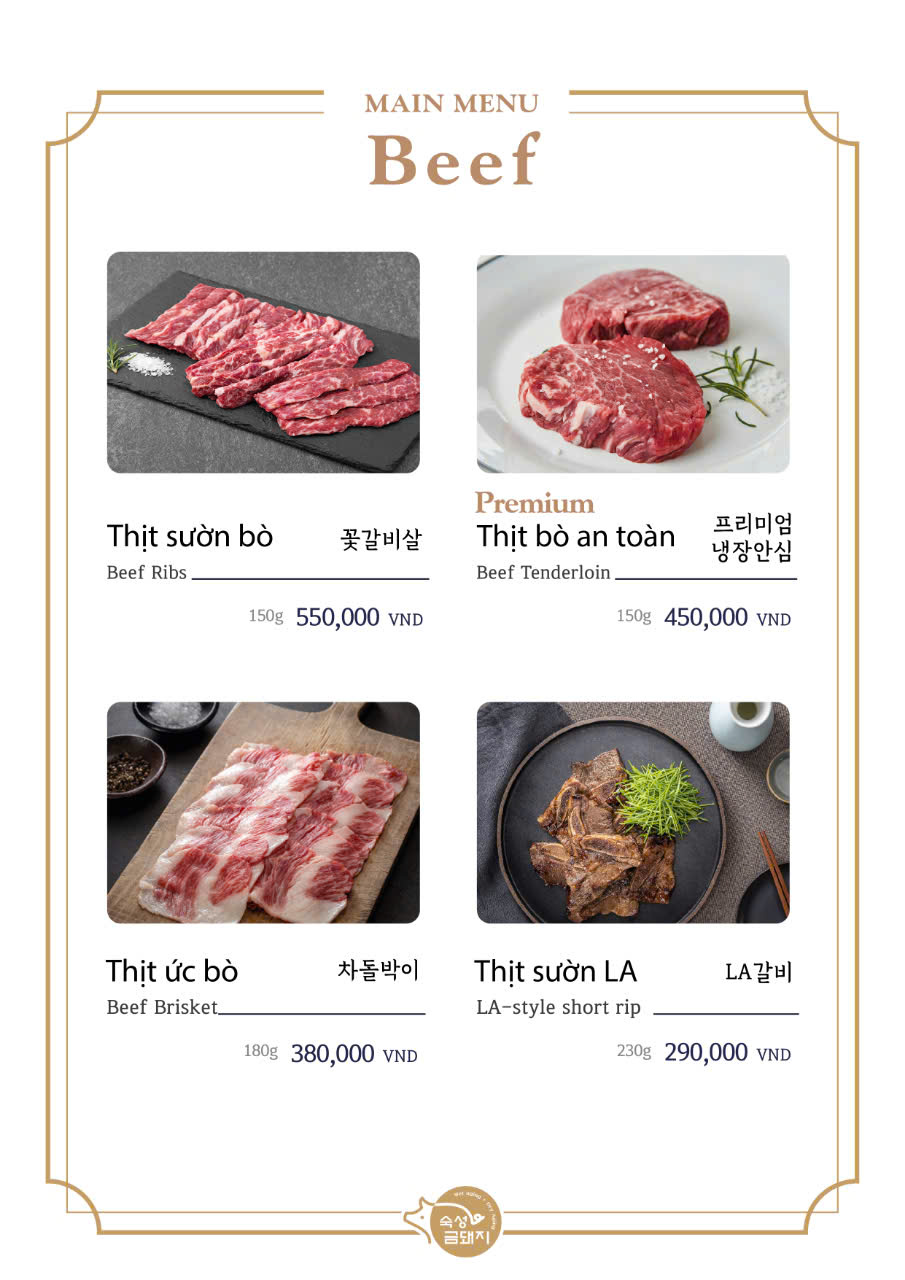 MAIN MENU
Beef
Thịt sườn bò 꽃갈비살
Beef Ribs
150g 550,000 VND
Premium
Thịt bò an toàn 프리미엄
냉장안심
Beef Tenderloin
150g 450,000 VND
Thịt ức bò 차돌박이
Beef Brisket
180g 380,000 VND
Thịt sườn LA LA갈비
LA-style short rip
230g 290,000 VND
숙성
금돼지